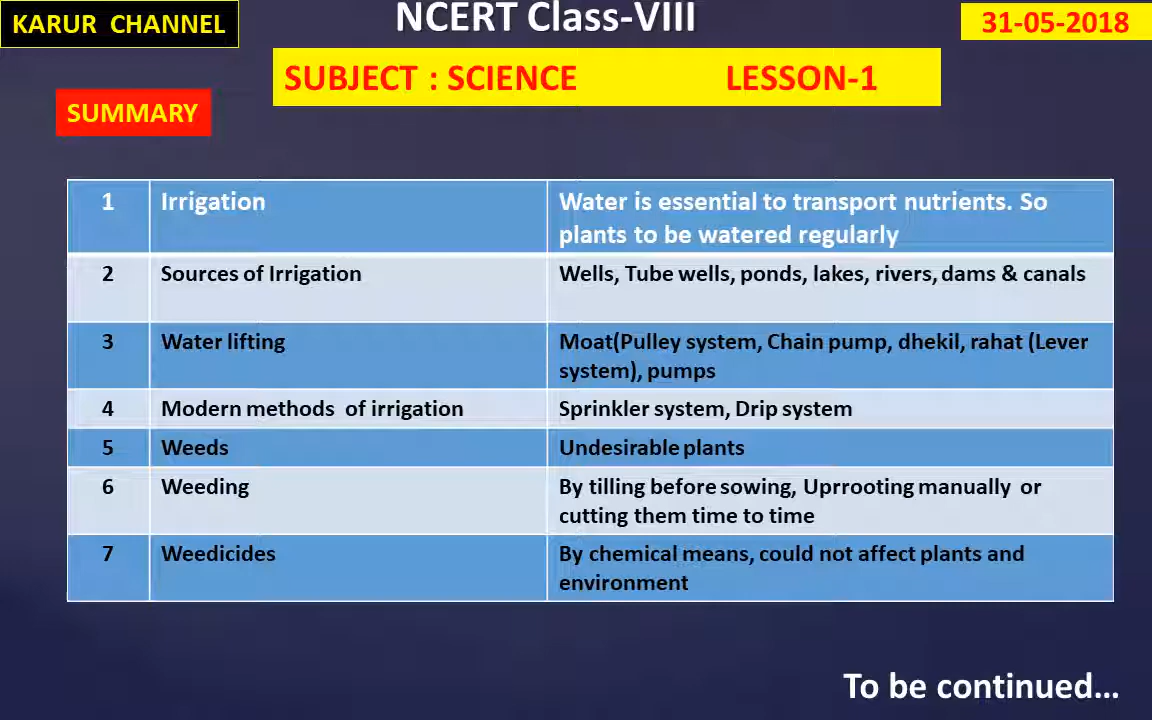 KARUR CHANNEL
NCERT Class-VIII
31-05-2018
SUBJECT : SCIENCE LESSON-1
SUMMARY
1 Irrigation Water is essential to transport nutrients. So
plants to be watered regularly
2 Sources of Irrigation Wells, Tube wells, ponds, lakes, rivers, dams & canals
3 Water lifting Moat(Pulley system, Chain pump, dhekil, rahat (Lever
system), pumps
4 Modern methods of irrigation Sprinkler system, Drip system
5 Weeds Undesirable plants
6 Weeding By tilling before sowing, Uprrooting manually or
cutting them time to time
7 Weedicides By chemical means, could not affect plants and
environment
To be continued...